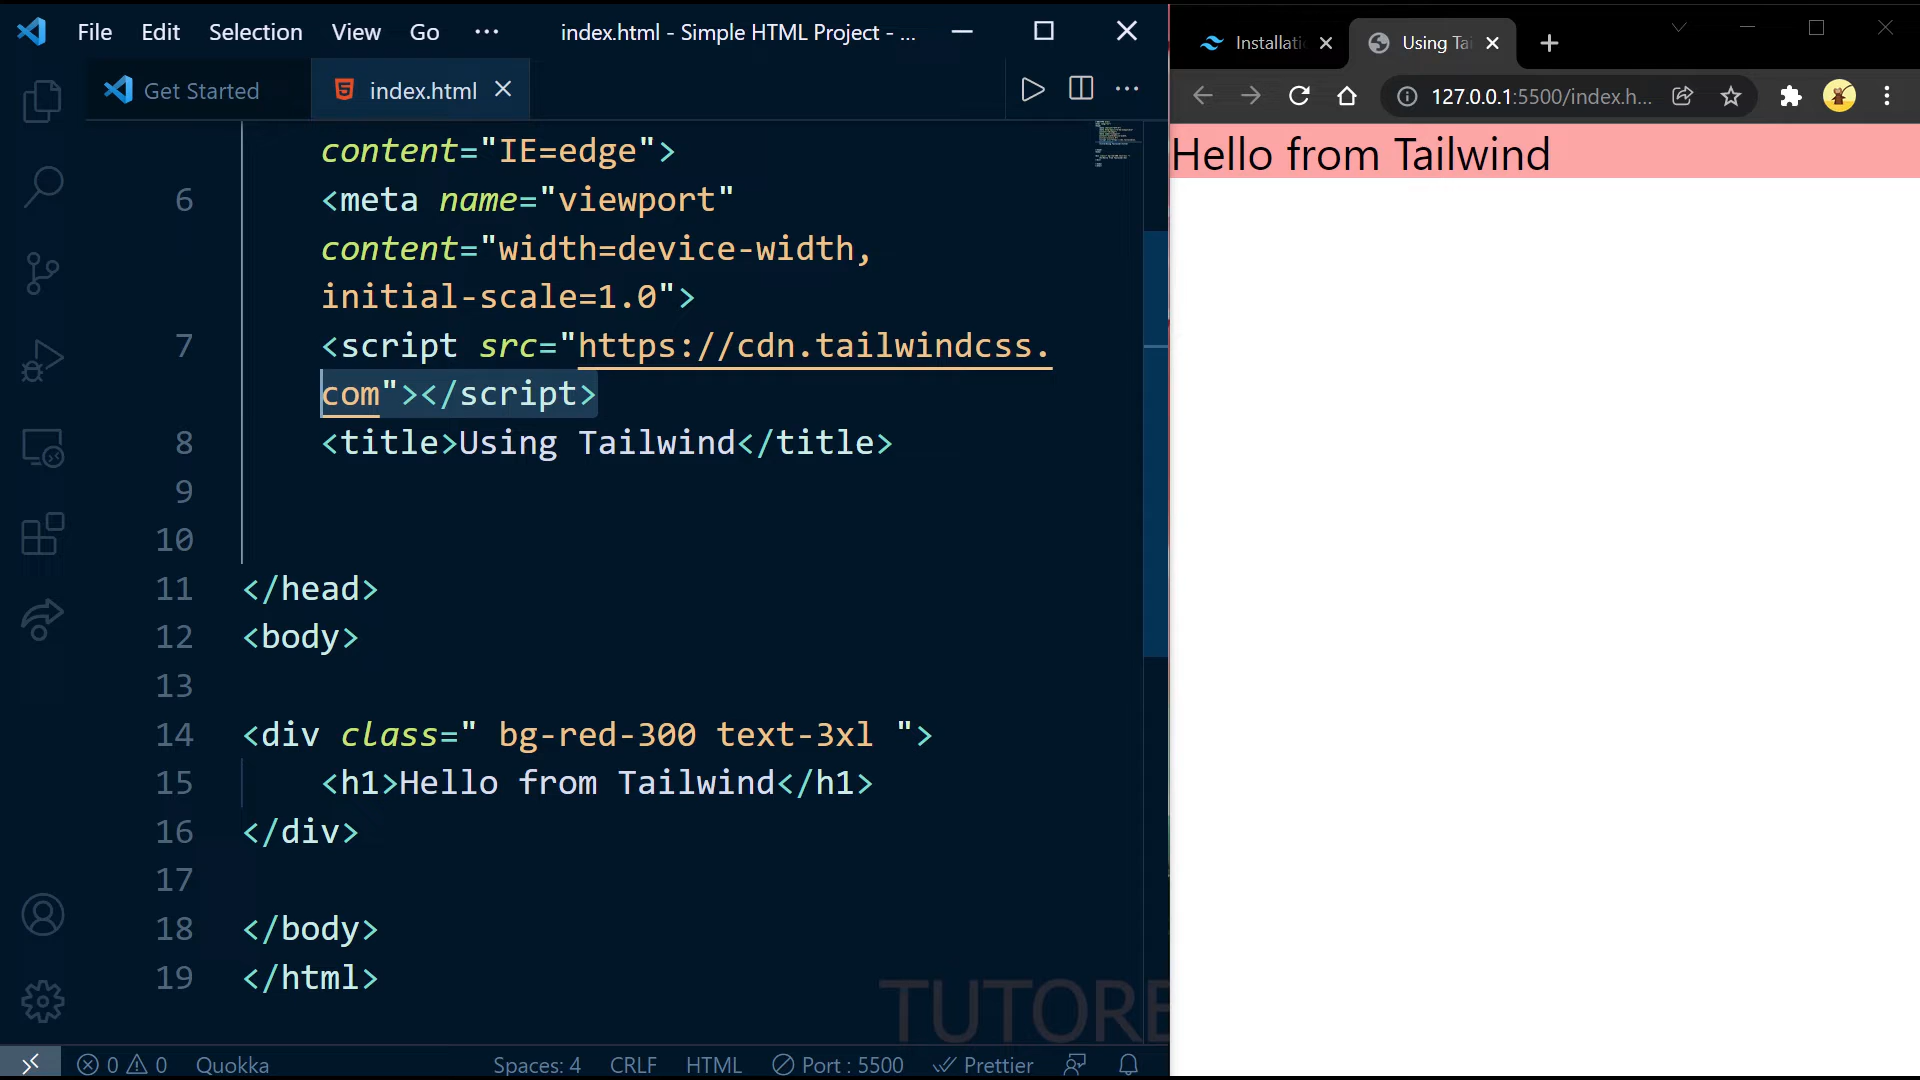 File Edit Selection View Go ··· index.html - Simple HTML Project - ...
Get Started index.html
content="IE=edge">
6 <meta name="viewport"
content="width=device-width,
initial-scale=1.0">
7 <script src="https://cdn.tailwindcss.
com"></script>
8 <title>Using Tailwind</title>
9
10
11 </head>
12 <body>
13
14 <div class=" bg-red-300 text-3xl ">
15 <h1>Hello from Tailwind</h1>
16 </div>
17
18 </body>
19 </html>
TUTORE
0 0 Quokka Spaces: 4 CRLF HTML Port : 5500 Prettier
Installati Using Tai
127.0.0.1:5500/index.h...
Hello from Tailwind